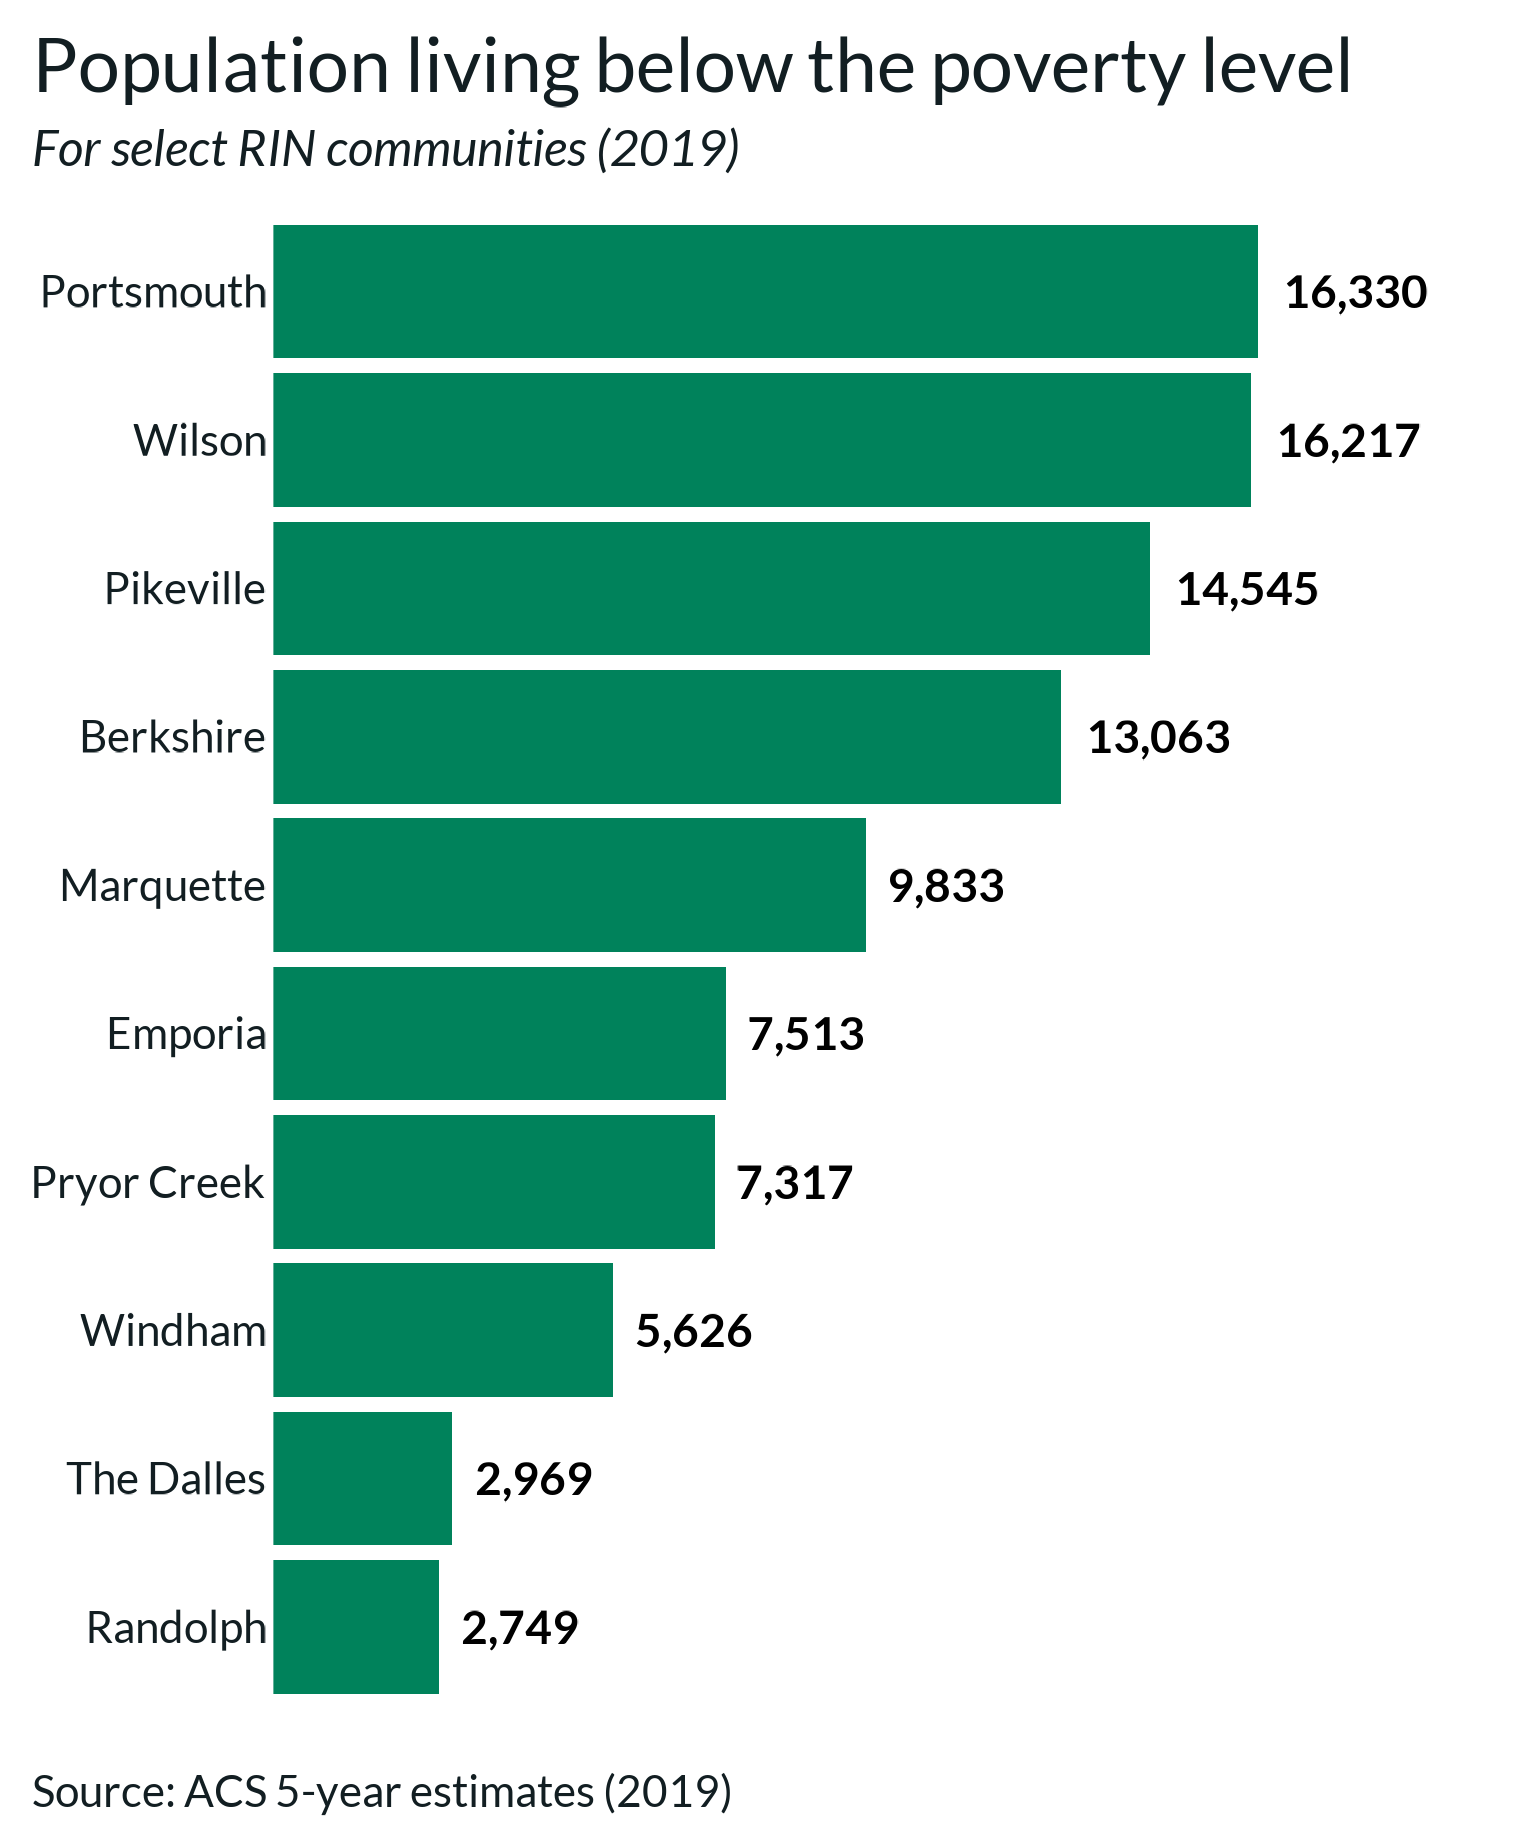 Population living below the poverty level
For select RIN communities (2019)
Portsmouth 16,330
Wilson 16,217
Pikeville 14,545
Berkshire 13,063
Marquette 9,833
Emporia 7,513
Pryor Creek 7,317
Windham 5,626
The Dalles 2,969
Randolph 2,749
Source: ACS 5-year estimates (2019)